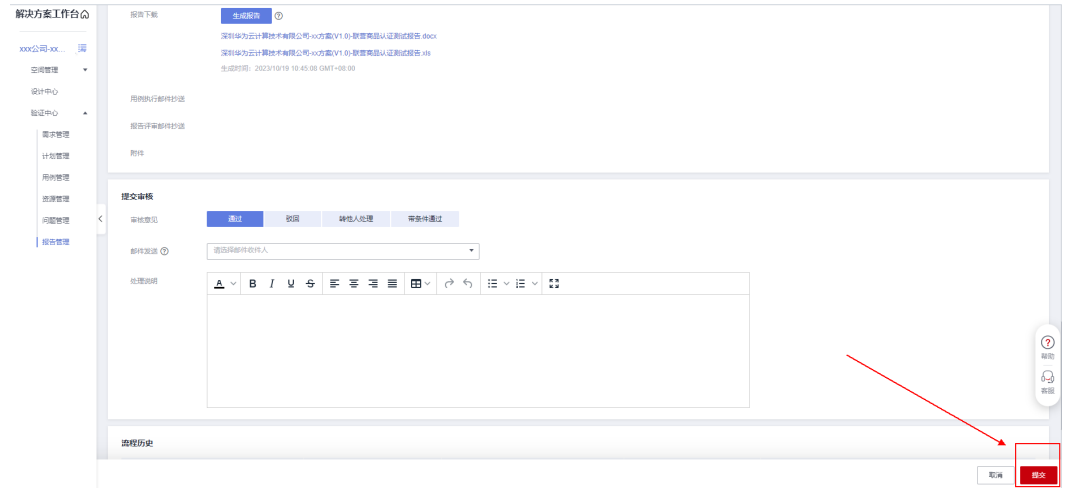 解决方案工作台
xxx公司-xx...
空间管理
设计中心
验证中心
需求管理
计划管理
用例管理
资源管理
问题管理
报告管理
报告下载
生成报告 ?
深圳华为云计算技术有限公司-xx方案(V1.0)-联营商品认证测试报告.docx
深圳华为云计算技术有限公司-xx方案(V1.0)-联营商品认证测试报告.xls
生成时间：2023/10/19 10:45:08 GMT+08:00
用例执行邮件抄送
报告评审邮件抄送
附件
提交审核
审核意见
通过 驳回 转他人处理 带条件通过
邮件发送 ?
请选择邮件收件人
处理说明
A B I U S
流程历史
帮助
客服
取消 提交